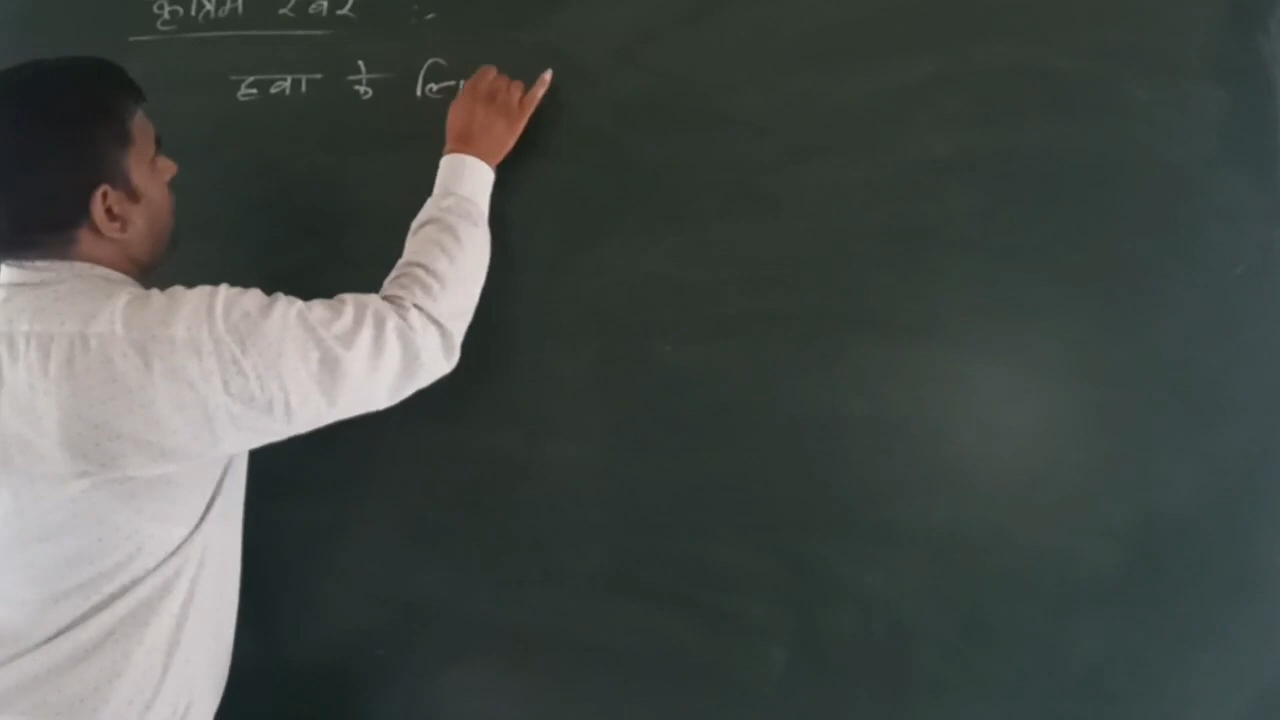 कृत्रिम रबर :-
हवा के लि